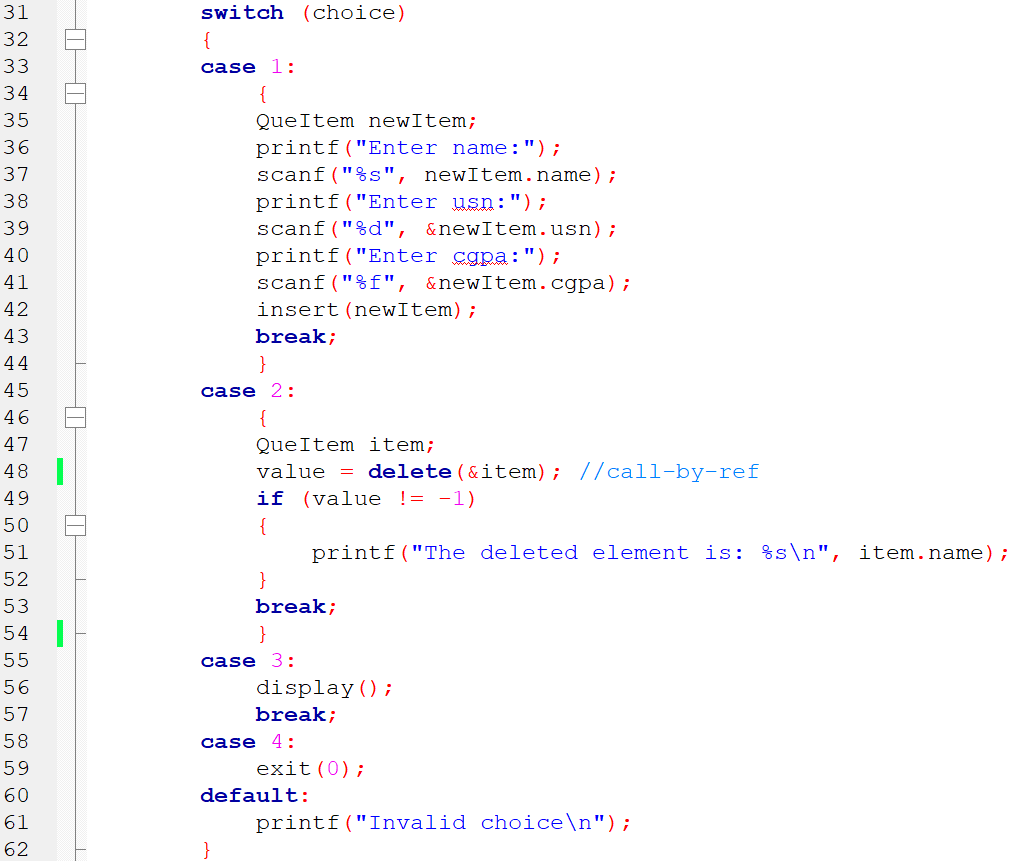 31 switch (choice)
32 {
33 case 1:
34 {
35 QueItem newItem;
36 printf("Enter name:");
37 scanf("%s", newItem.name);
38 printf("Enter usn:");
39 scanf("%d", &newItem.usn);
40 printf("Enter cgpa:");
41 scanf("%f", &newItem.cgpa);
42 insert(newItem);
43 break;
44 }
45 case 2:
46 {
47 QueItem item;
48 value = delete(&item); //call-by-ref
49 if (value != -1)
50 {
51 printf("The deleted element is: %s\n", item.name);
52 }
53 break;
54 }
55 case 3:
56 display();
57 break;
58 case 4:
59 exit(0);
60 default:
61 printf("Invalid choice\n");
62 }